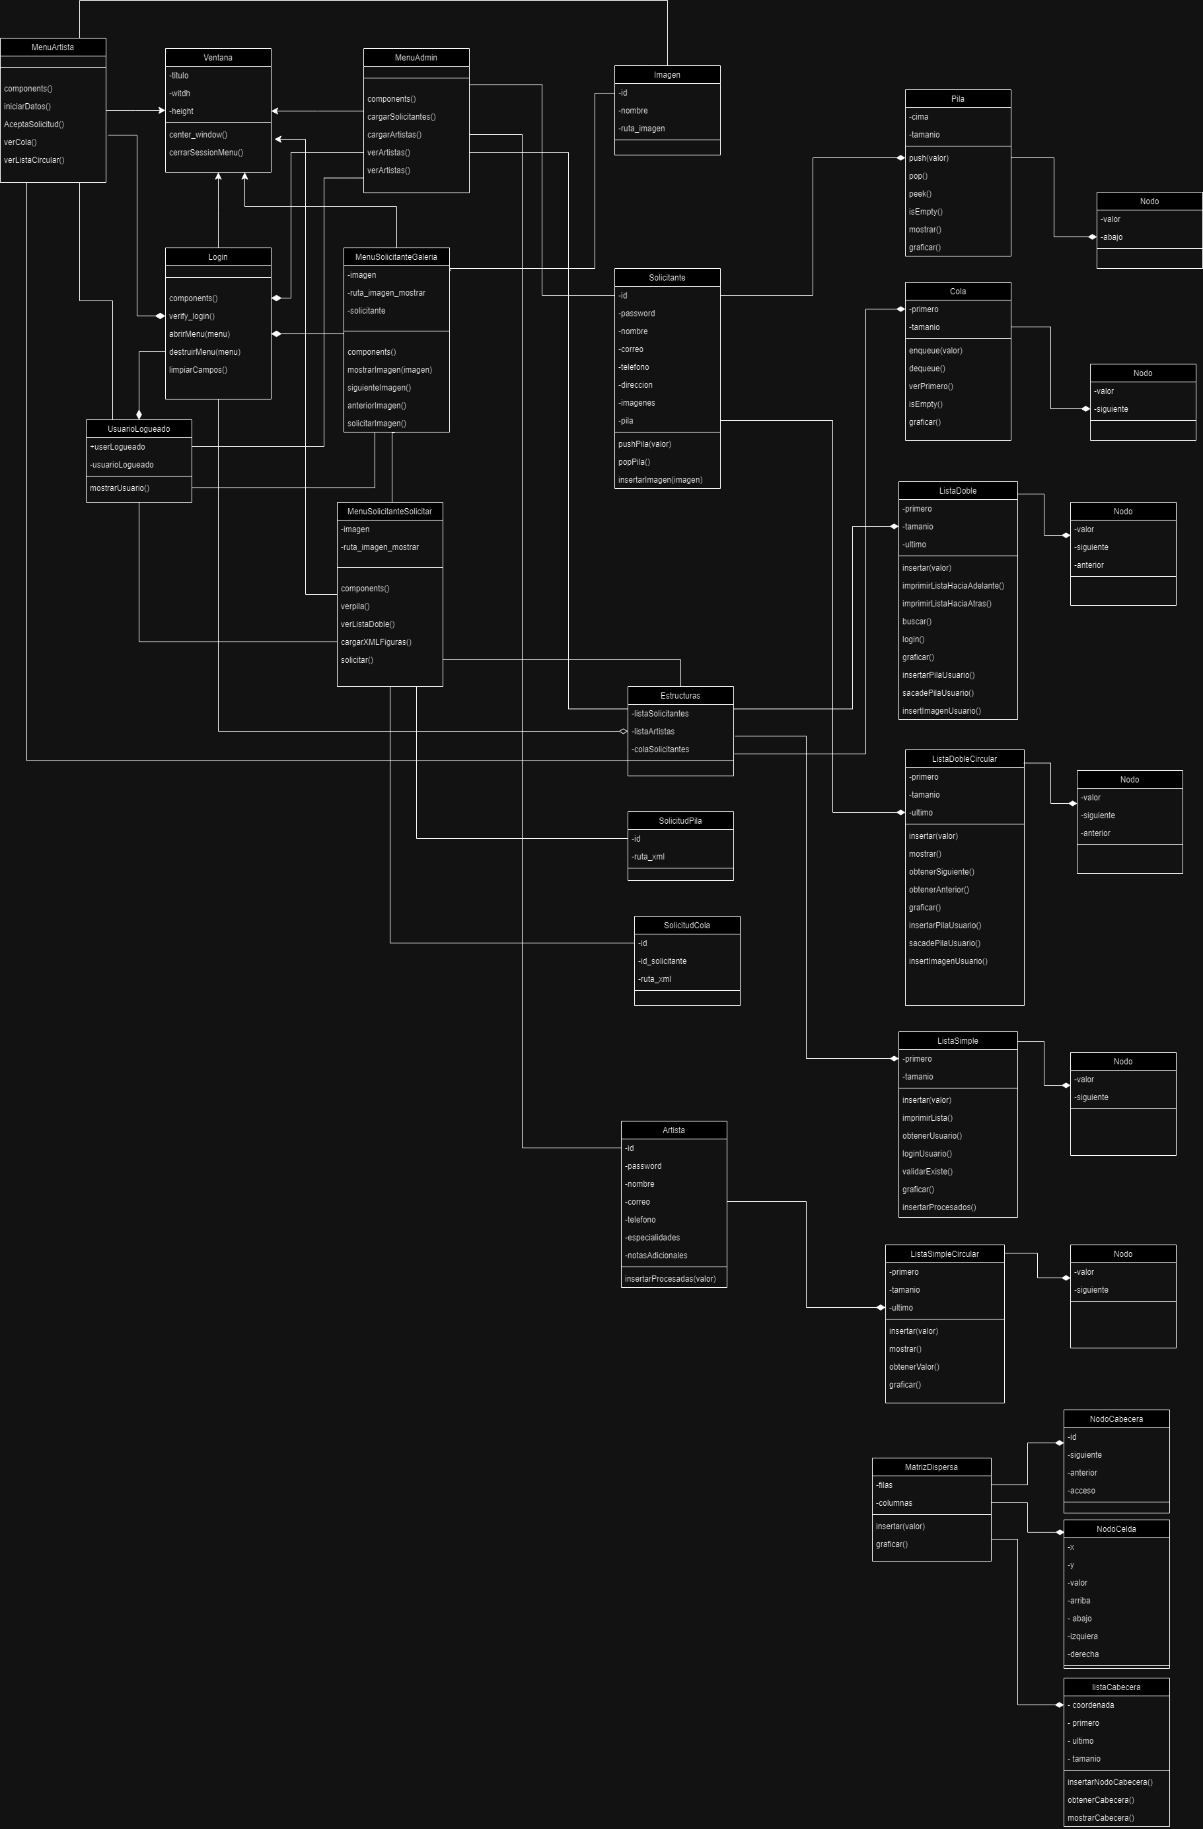 MenuArtista
components()
iniciarDatos()
AceptaSolicitud()
verCola()
verListaCircular()
Ventana
-titulo
-witdh
-height
center_window()
cerrarSessionMenu()
MenuAdmin
components()
cargarSolicitantes()
cargarArtistas()
verArtistas()
verArtistas()
Imagen
-id
-nombre
-ruta_imagen
Pila
-cima
-tamanio
push(valor)
pop()
peek()
isEmpty()
mostrar()
graficar()
Nodo
-valor
-abajo
Login
components()
verify_login()
abrirMenu(menu)
destruirMenu(menu)
limpiarCampos()
MenuSolicitanteGaleria
-imagen
-ruta_imagen_mostrar
-solicitante
components()
mostrarImagen(imagen)
siguienteImagen()
anteriorImagen()
solicitarImagen()
Solicitante
-id
-password
-nombre
-correo
-telefono
-direccion
-imagenes
-pila
pushPila(valor)
popPila()
insertarImagen(imagen)
Cola
-primero
-tamanio
enqueue(valor)
dequeue()
verPrimero()
isEmpty()
graficar()
Nodo
-valor
-siguiente
UsuarioLogueado
+userLogueado
-usuarioLogueado
mostrarUsuario()
MenuSolicitanteSolicitar
-imagen
-ruta_imagen_mostrar
components()
verpila()
verListaDoble()
cargarXMLFiguras()
solicitar()
ListaDoble
-primero
-tamanio
-ultimo
insertar(valor)
imprimirListaHaciaAdelante()
imprimirListaHaciaAtras()
buscar()
login()
graficar()
insertarPilaUsuario()
sacadePilaUsuario()
insertImagenUsuario()
Nodo
-valor
-siguiente
-anterior
Estructuras
-listaSolicitantes
-listaArtistas
-colaSolicitantes
ListaDobleCircular
-primero
-tamanio
-ultimo
insertar(valor)
mostrar()
obtenerSiguiente()
obtenerAnterior()
graficar()
insertarPilaUsuario()
sacadePilaUsuario()
insertImagenUsuario()
Nodo
-valor
-siguiente
-anterior
SolicitudPila
-id
-ruta_xml
SolicitudCola
-id
-id_solicitante
-ruta_xml
ListaSimple
-primero
-tamanio
insertar(valor)
imprimirLista()
obtenerUsuario()
loginUsuario()
validarExiste()
graficar()
insertarProcesados()
Nodo
-valor
-siguiente
Artista
-id
-password
-nombre
-correo
-telefono
-especialidades
-notasAdicionales
insertarProcesadas(valor)
ListaSimpleCircular
-primero
-tamanio
-ultimo
insertar(valor)
mostrar()
obtenerValor()
graficar()
Nodo
-valor
-siguiente
MatrizDispersa
-filas
-columnas
insertar(valor)
graficar()
NodoCabecera
-id
-siguiente
-anterior
-acceso
NodoCelda
-x
-y
-valor
-arriba
- abajo
-izquiera
-derecha
listaCabecera
- coordenada
- primero
- ultimo
- tamanio
insertarNodoCabecera()
obtenerCabecera()
mostrarCabecera()